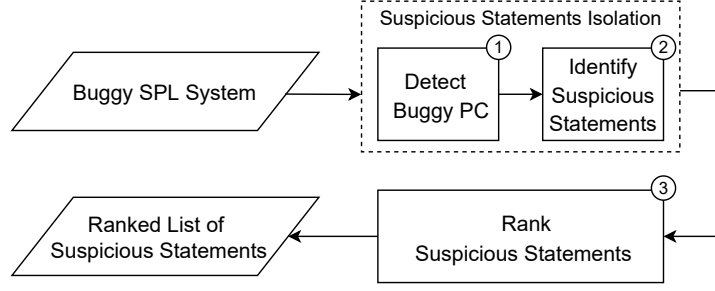 Suspicious Statements Isolation
Buggy SPL System
1
Detect
Buggy PC
2
Identify
Suspicious
Statements
3
Rank
Suspicious Statements
Ranked List of
Suspicious Statements